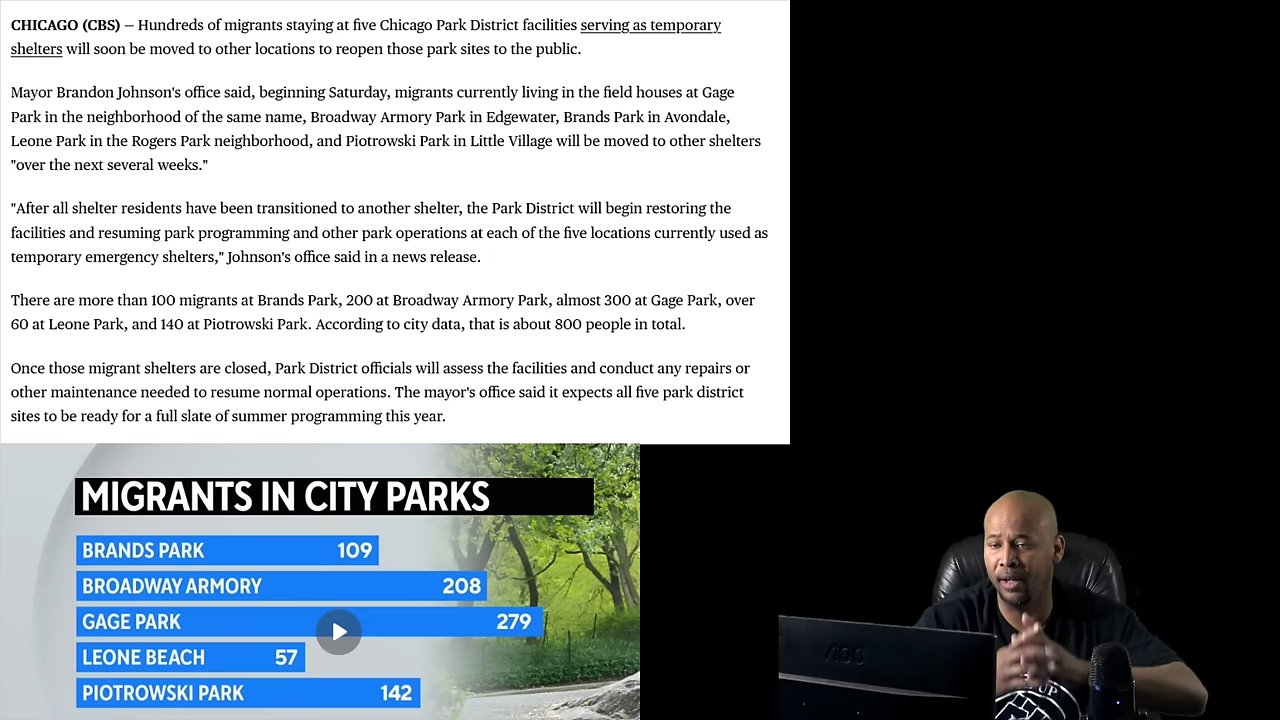 CHICAGO (CBS) — Hundreds of migrants staying at five Chicago Park District facilities serving as temporary
shelters will soon be moved to other locations to reopen those park sites to the public.
Mayor Brandon Johnson's office said, beginning Saturday, migrants currently living in the field houses at Gage
Park in the neighborhood of the same name, Broadway Armory Park in Edgewater, Brands Park in Avondale,
Leone Park in the Rogers Park neighborhood, and Piotrowski Park in Little Village will be moved to other shelters
"over the next several weeks."
"After all shelter residents have been transitioned to another shelter, the Park District will begin restoring the
facilities and resuming park programming and other park operations at each of the five locations currently used as
temporary emergency shelters," Johnson's office said in a news release.
There are more than 100 migrants at Brands Park, 200 at Broadway Armory Park, almost 300 at Gage Park, over
60 at Leone Park, and 140 at Piotrowski Park. According to city data, that is about 800 people in total.
Once those migrant shelters are closed, Park District officials will assess the facilities and conduct any repairs or
other maintenance needed to resume normal operations. The mayor's office said it expects all five park district
sites to be ready for a full slate of summer programming this year.
MIGRANTS IN CITY PARKS
BRANDS PARK 109
BROADWAY ARMORY 208
GAGE PARK 279
LEONE BEACH 57
PIOTROWSKI PARK 142
AOC
UP